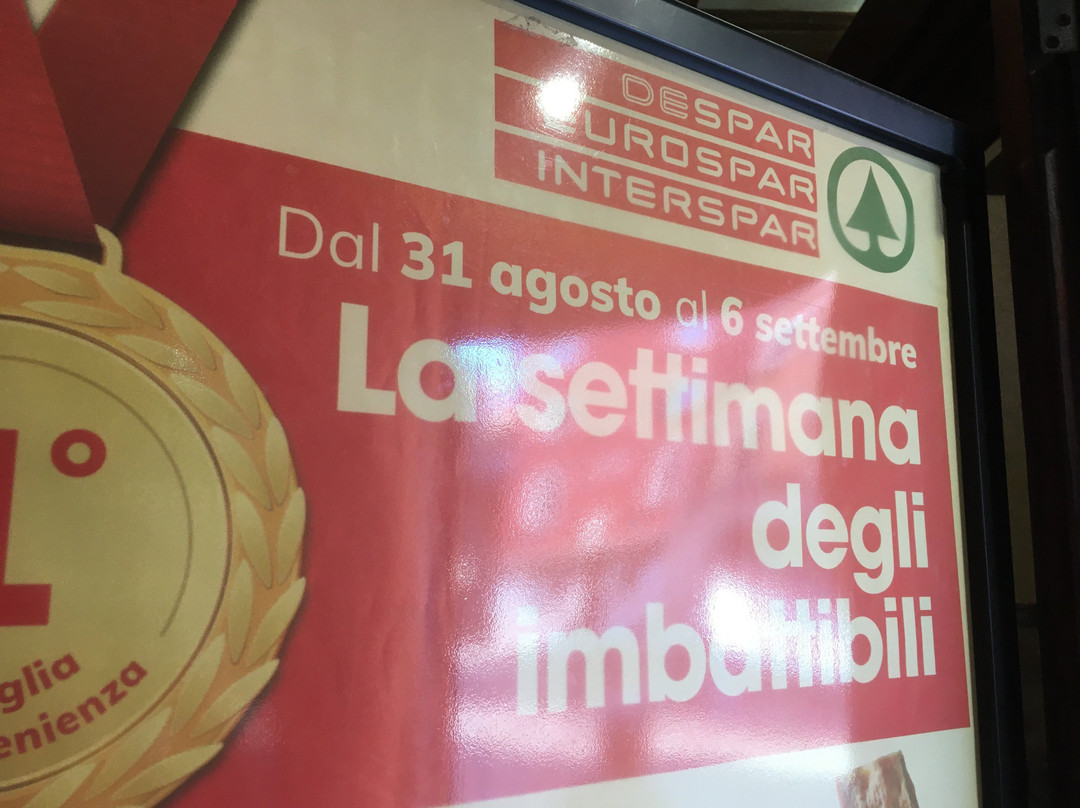 DESPAR
EUROSPAR
INTERSPAR
Dal 31 agosto al 6 settembre
La settimana
degli
imbattibili
1°
glia
enienza